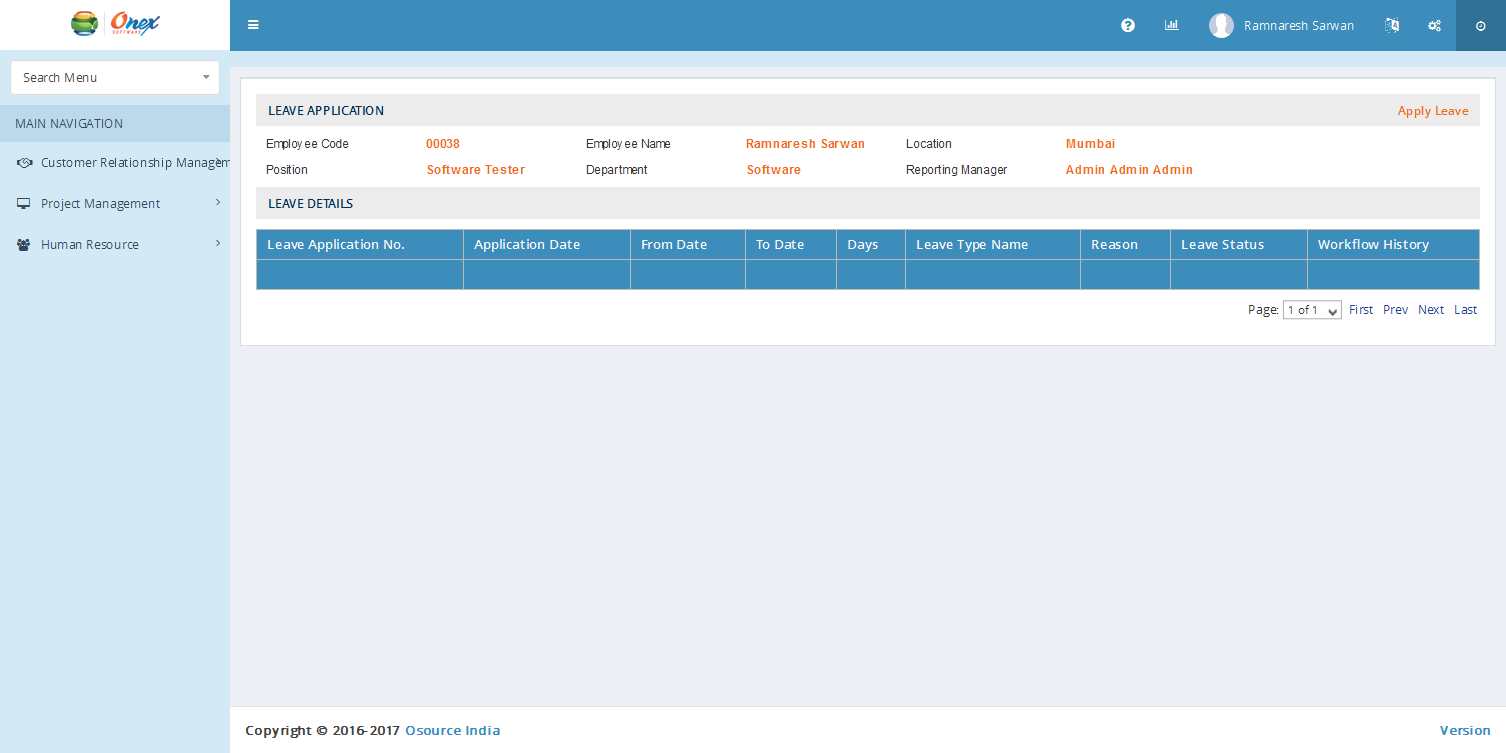 Onex
SOFTWARE
Ramnaresh Sarwan
Search Menu
MAIN NAVIGATION
Customer Relationship Managem
Project Management
Human Resource
LEAVE APPLICATION Apply Leave
Employee Code 00038 Employee Name Ramnaresh Sarwan Location Mumbai
Position Software Tester Department Software Reporting Manager Admin Admin Admin
LEAVE DETAILS
Leave Application No. Application Date From Date To Date Days Leave Type Name Reason Leave Status Workflow History
Page: 1 of 1 First Prev Next Last
Copyright © 2016-2017 Osource India Version